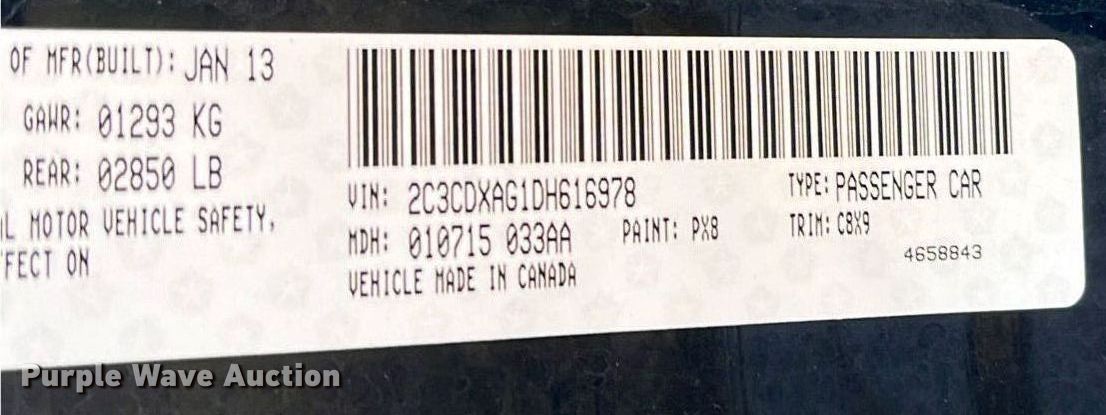 OF MFR(BUILT): JAN 13
GAWR: 01293 KG
REAR: 02850 LB
L MOTOR VEHICLE SAFETY,
FFECT ON
VIN: 2C3CDXAG1DH616978
TYPE: PASSENGER CAR
MDH: 010715 033AA
PAINT: PX8
TRIM: C8X9
VEHICLE MADE IN CANADA
4658843
Purple Wave Auction